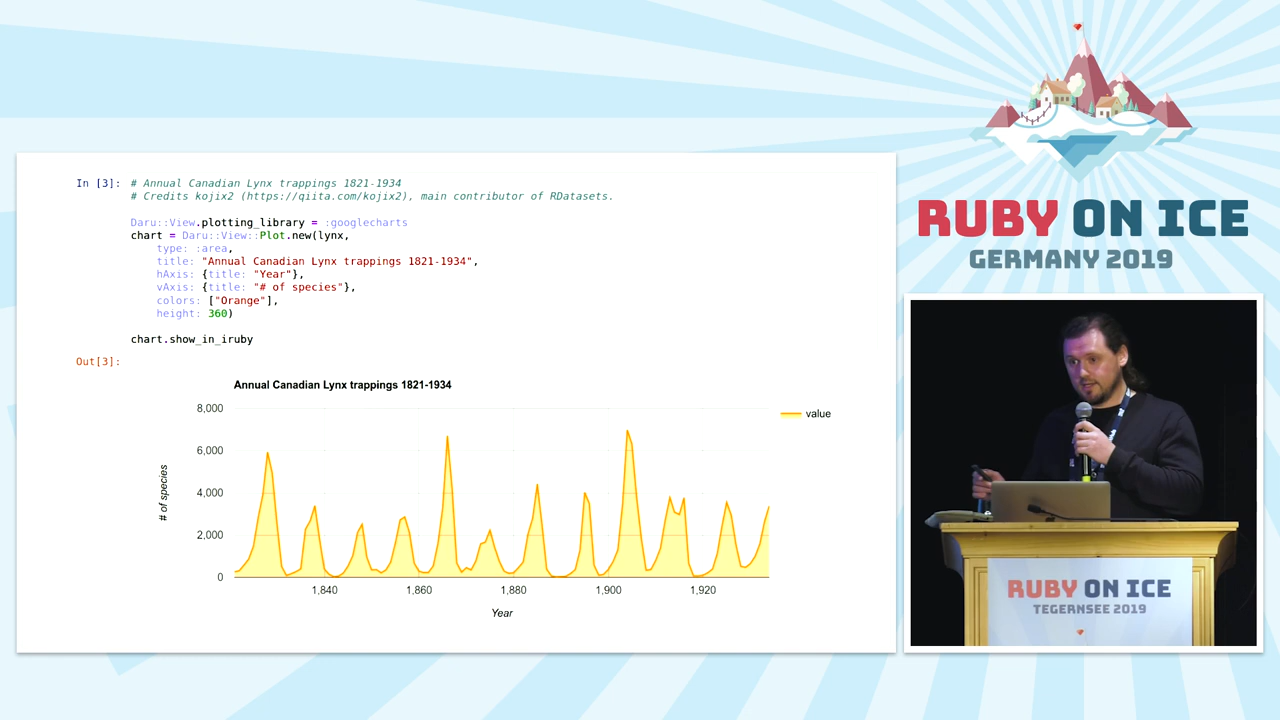 In [3]: # Annual Canadian Lynx trappings 1821-1934
# Credits kojix2 (https://qiita.com/kojix2), main contributor of RDatasets.
Daru::View.plotting_library = :googlecharts
chart = Daru::View::Plot.new(lynx,
type: :area,
title: "Annual Canadian Lynx trappings 1821-1934",
hAxis: {title: "Year"},
vAxis: {title: "# of species"},
colors: ["Orange"],
height: 360)
chart.show_in_iruby
Out[3]:
Annual Canadian Lynx trappings 1821-1934
8,000
6,000
4,000
2,000
0
# of species
1,840 1,860 1,880 1,900 1,920
Year
value
RUBY ON ICE
GERMANY 2019
RUBY ON ICE
TEGERNSEE 2019